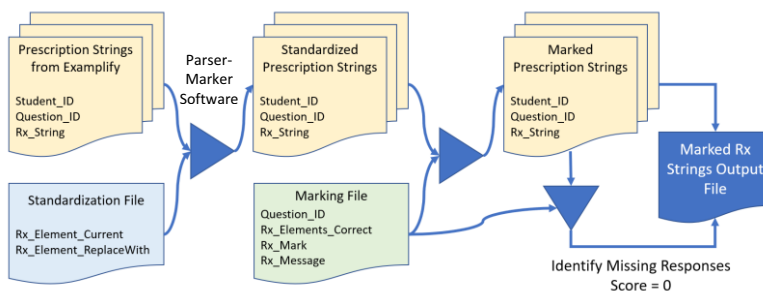 Prescription Strings
from Examplify
Student_ID
Question_ID
Rx_String
Parser-
Marker
Software
Standardized
Prescription Strings
Student_ID
Question_ID
Rx_String
Marked
Prescription Strings
Student_ID
Question_ID
Rx_String
Standardization File
Rx_Element_Current
Rx_Element_ReplaceWith
Marking File
Question_ID
Rx_Elements_Correct
Rx_Mark
Rx_Message
Marked Rx
Strings Output
File
Identify Missing Responses
Score = 0